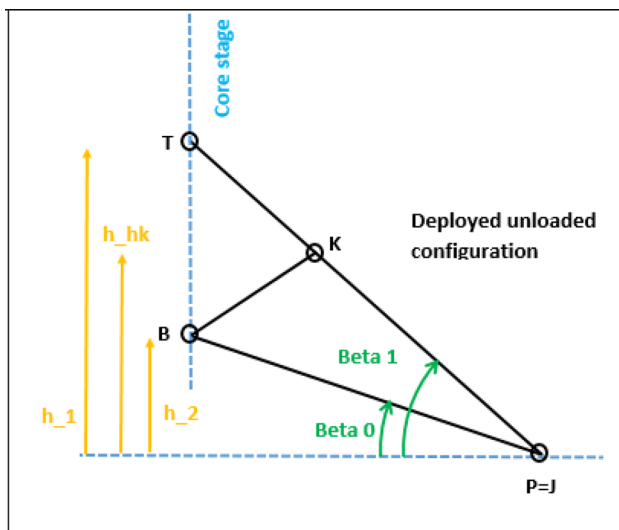 Core stage
T
h_hk
K
Deployed unloaded
configuration
B
Beta 1
h_1
h_2
Beta 0
P=J